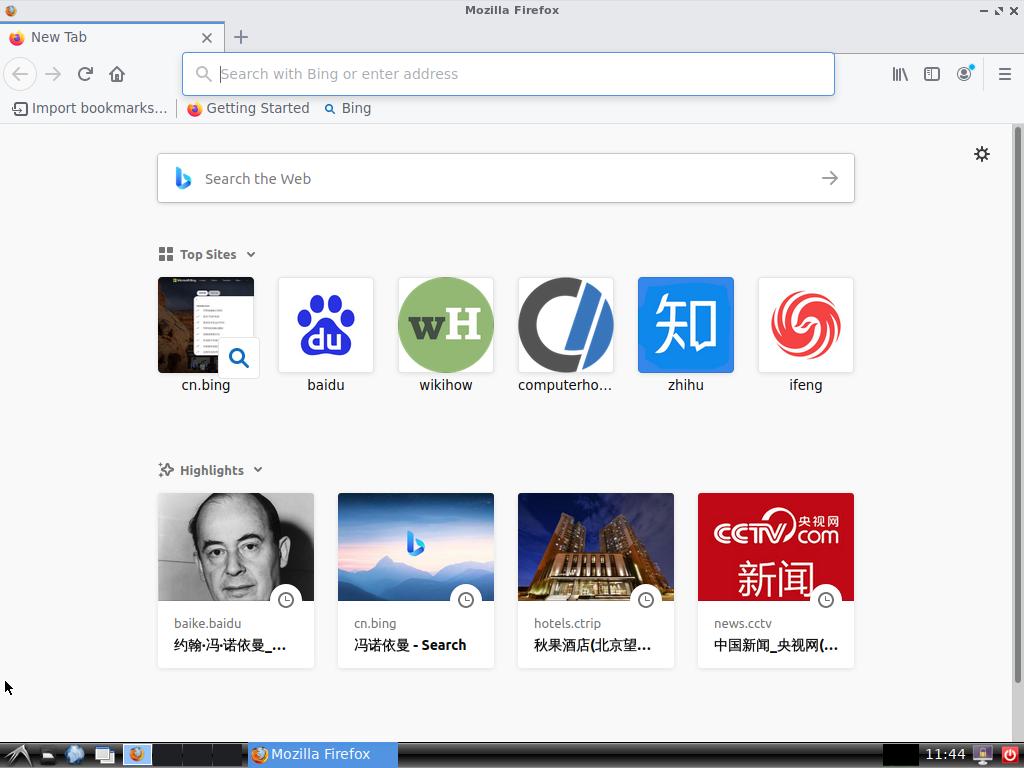 Mozilla Firefox
New Tab
Search with Bing or enter address
Import bookmarks...
Getting Started
Bing
Search the Web
Top Sites
du
wH
知
cn.bing
baidu
wikihow
computerho...
zhihu
ifeng
Highlights
CCTV 央视网
com
新闻
baike.baidu
约翰·冯·诺依曼_...
cn.bing
冯诺依曼 - Search
hotels.ctrip
秋果酒店(北京望...
news.cctv
中国新闻_央视网(...
Mozilla Firefox
11:44